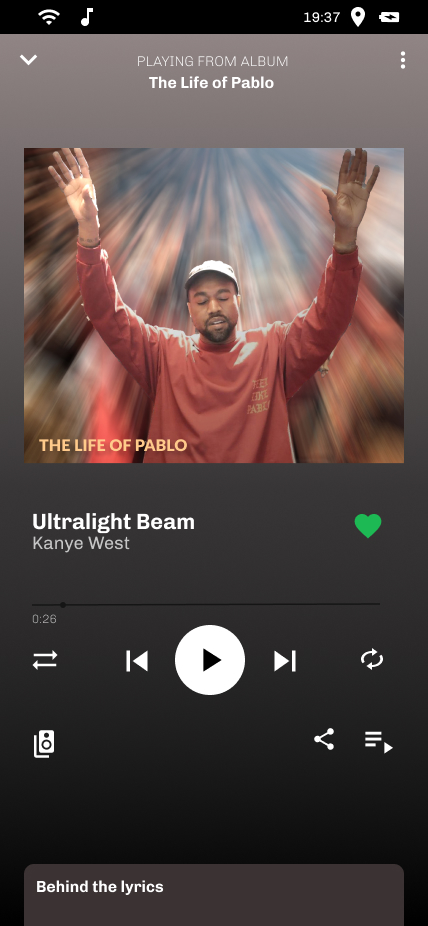 19:37
PLAYING FROM ALBUM
The Life of Pablo
THE LIFE OF PABLO
Ultralight Beam
Kanye West
0:26
Behind the lyrics